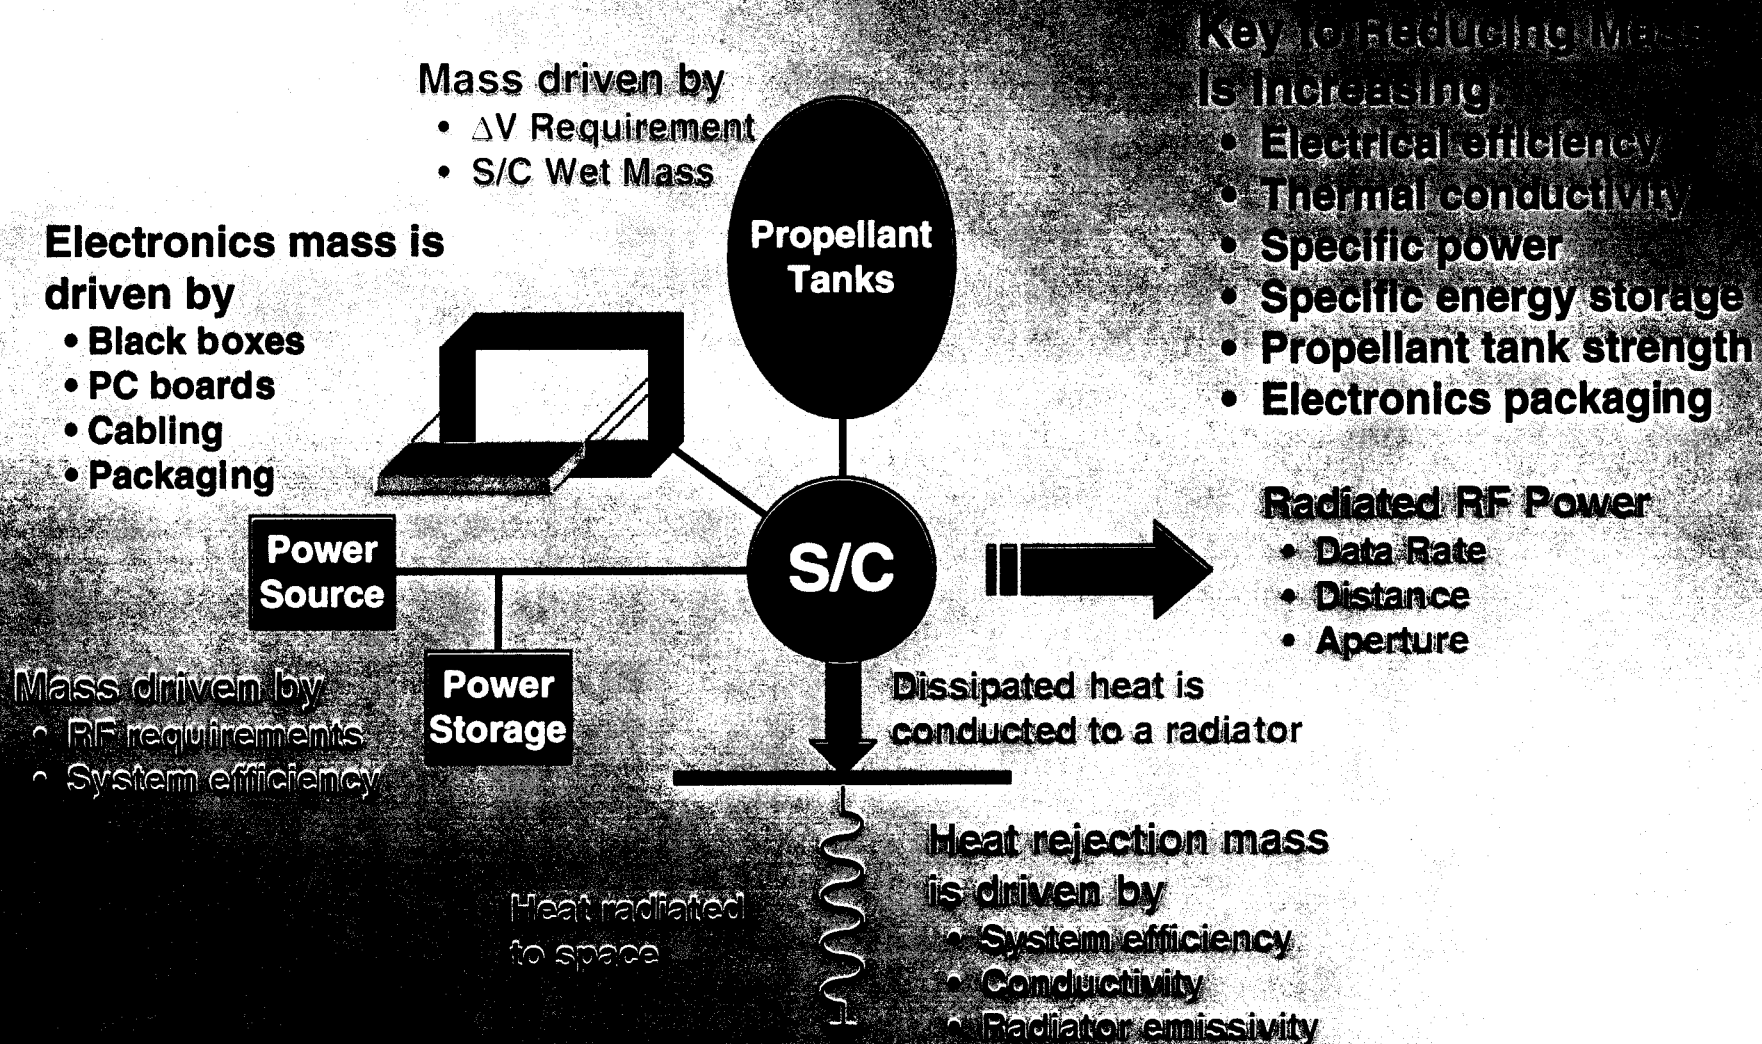 Key to Reducing Mass
Is Increasing
• Electrical efficiency
• Thermal conductivity
• Specific power
• Specific energy storage
• Propellant tank strength
• Electronics packaging
Mass driven by
• ΔV Requirement
• S/C Wet Mass
Propellant
Tanks
Electronics mass is
driven by
• Black boxes
• PC boards
• Cabling
• Packaging
Power
Source
S/C
Radiated RF Power
• Data Rate
• Distance
• Aperture
Mass driven by
• RF requirements
• System efficiency
Power
Storage
Dissipated heat is
conducted to a radiator
Heat radiated
to space
Heat rejection mass
is driven by
• System efficiency
• Conductivity
• Radiator emissivity